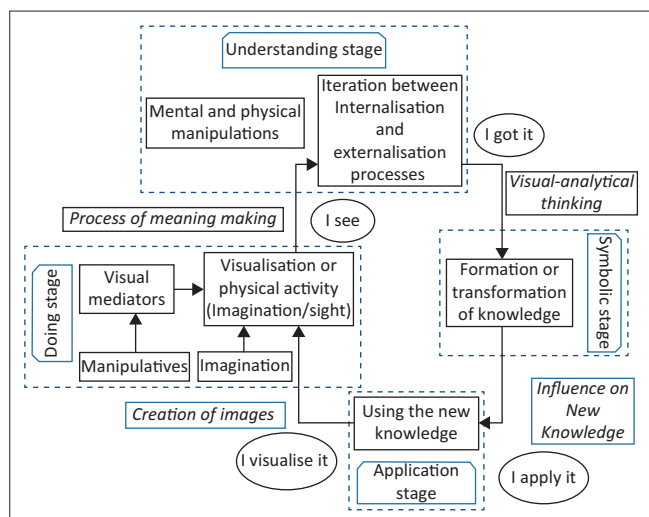 Understanding stage
Mental and physical
manipulations
Iteration between
Internalisation
and
externalisation
processes
I got it
Visual-analytical
thinking
Process of meaning making
I see
Doing stage
Visual
mediators
Visualisation or
physical activity
(Imagination/sight)
Manipulatives
Imagination
Formation or
transformation
of knowledge
Symbolic stage
Creation of images
Using the new
knowledge
Influence on
New
Knowledge
I visualise it
Application
stage
I apply it